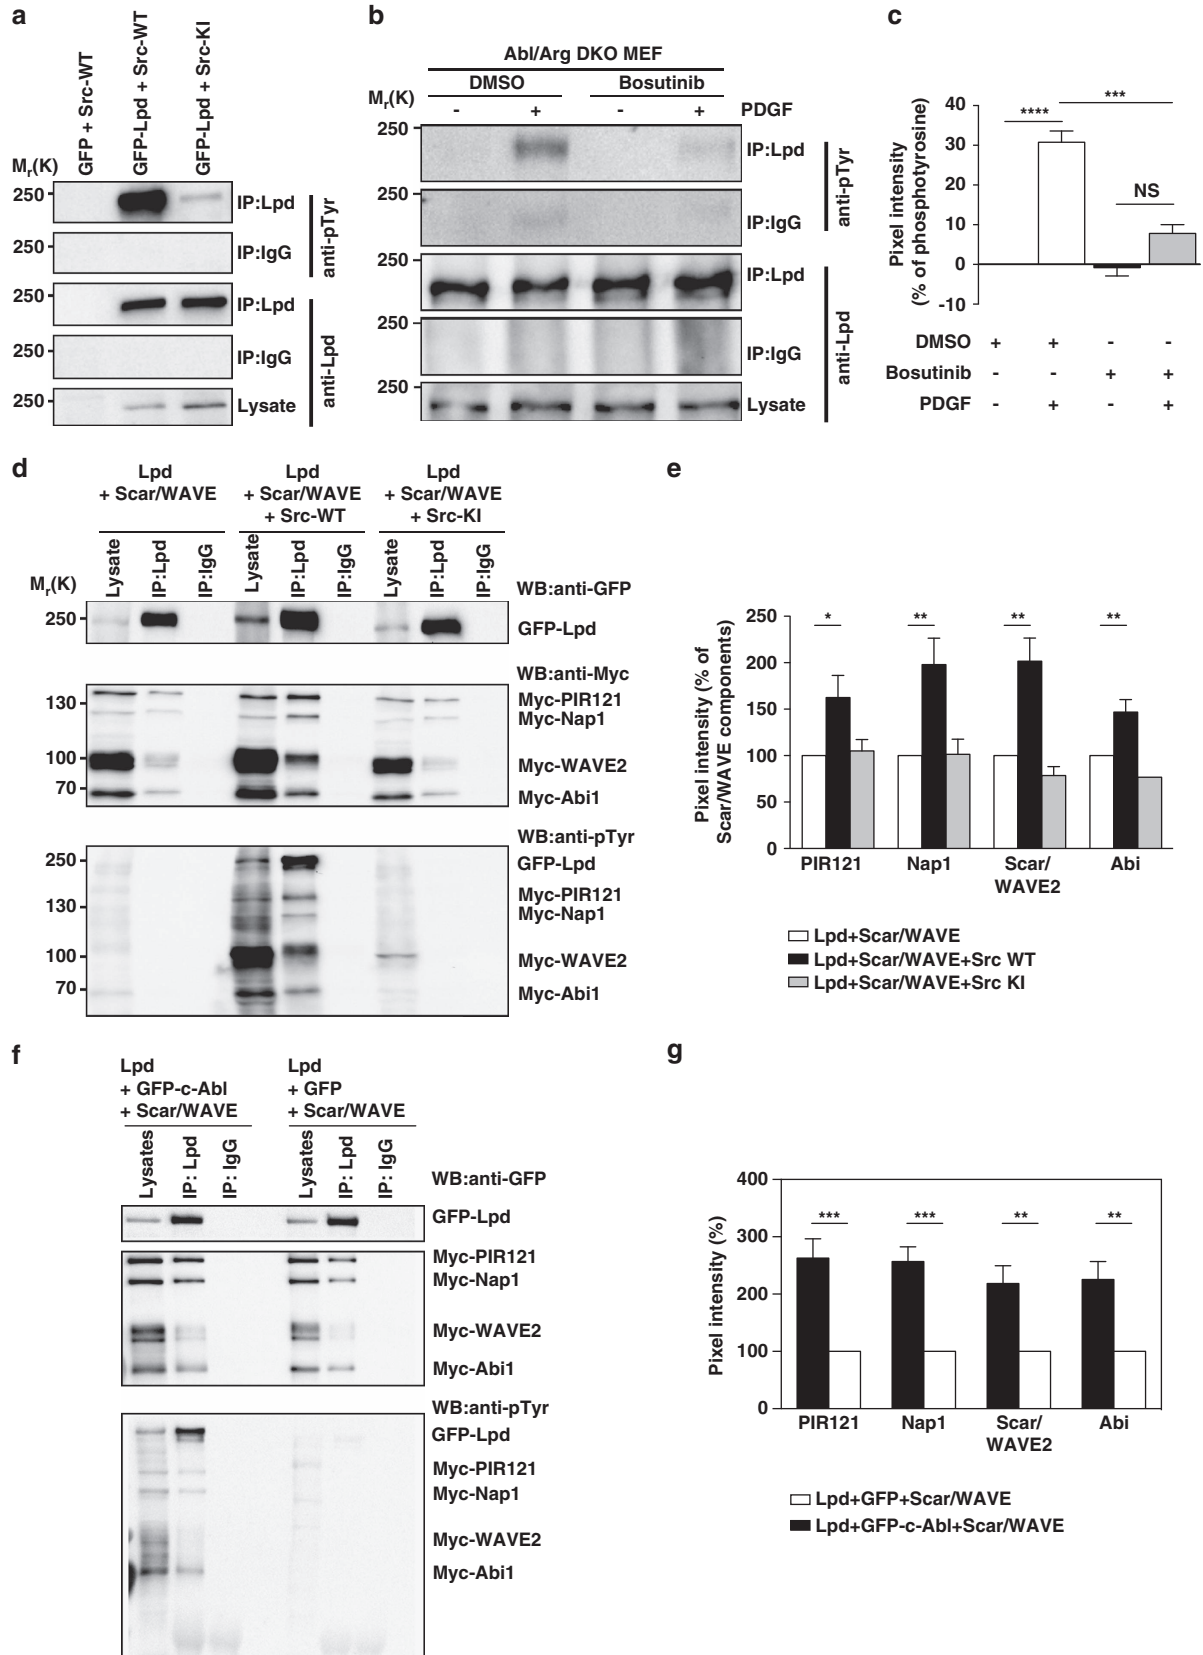 a
GFP + Src-WT
GFP-Lpd + Src-WT
GFP-Lpd + Src-KI
Mr(K)
250
IP:Lpd
250
IP:IgG
anti-pTyr
250
IP:Lpd
250
IP:IgG
250
Lysate
anti-Lpd
b
Abl/Arg DKO MEF
DMSO Bosutinib
Mr(K)
- + - + PDGF
250
IP:Lpd
250
IP:IgG
anti-pTyr
250
IP:Lpd
250
IP:IgG
250
Lysate
anti-Lpd
c
Pixel intensity
(% of phosphotyrosine)
40
30
20
10
0
-10
****
***
NS
DMSO + + - -
Bosutinib - - + +
PDGF - + - +
d
Lpd + Scar/WAVE
Lpd + Scar/WAVE + Src-WT
Lpd + Scar/WAVE + Src-KI
Lysate IP:Lpd IP:IgG Lysate IP:Lpd IP:IgG Lysate IP:Lpd IP:IgG
Mr(K)
WB:anti-GFP
250
GFP-Lpd
WB:anti-Myc
130
100
70
Myc-PIR121
Myc-Nap1
Myc-WAVE2
Myc-Abi1
WB:anti-pTyr
250
130
100
70
GFP-Lpd
Myc-PIR121
Myc-Nap1
Myc-WAVE2
Myc-Abi1
e
Pixel intensity (% of
Scar/WAVE components)
250
200
150
100
50
0
* ** ** **
PIR121 Nap1 Scar/WAVE2 Abi
Lpd+Scar/WAVE
Lpd+Scar/WAVE+Src WT
Lpd+Scar/WAVE+Src KI
f
Lpd
+ GFP-c-Abl
+ Scar/WAVE
Lpd
+ GFP
+ Scar/WAVE
Lysates IP: Lpd IP: IgG Lysates IP: Lpd IP: IgG
WB:anti-GFP
GFP-Lpd
Myc-PIR121
Myc-Nap1
Myc-WAVE2
Myc-Abi1
WB:anti-pTyr
GFP-Lpd
Myc-PIR121
Myc-Nap1
Myc-WAVE2
Myc-Abi1
g
Pixel intensity (%)
400
300
200
100
0
*** *** ** **
PIR121 Nap1 Scar/WAVE2 Abi
Lpd+GFP+Scar/WAVE
Lpd+GFP-c-Abl+Scar/WAVE